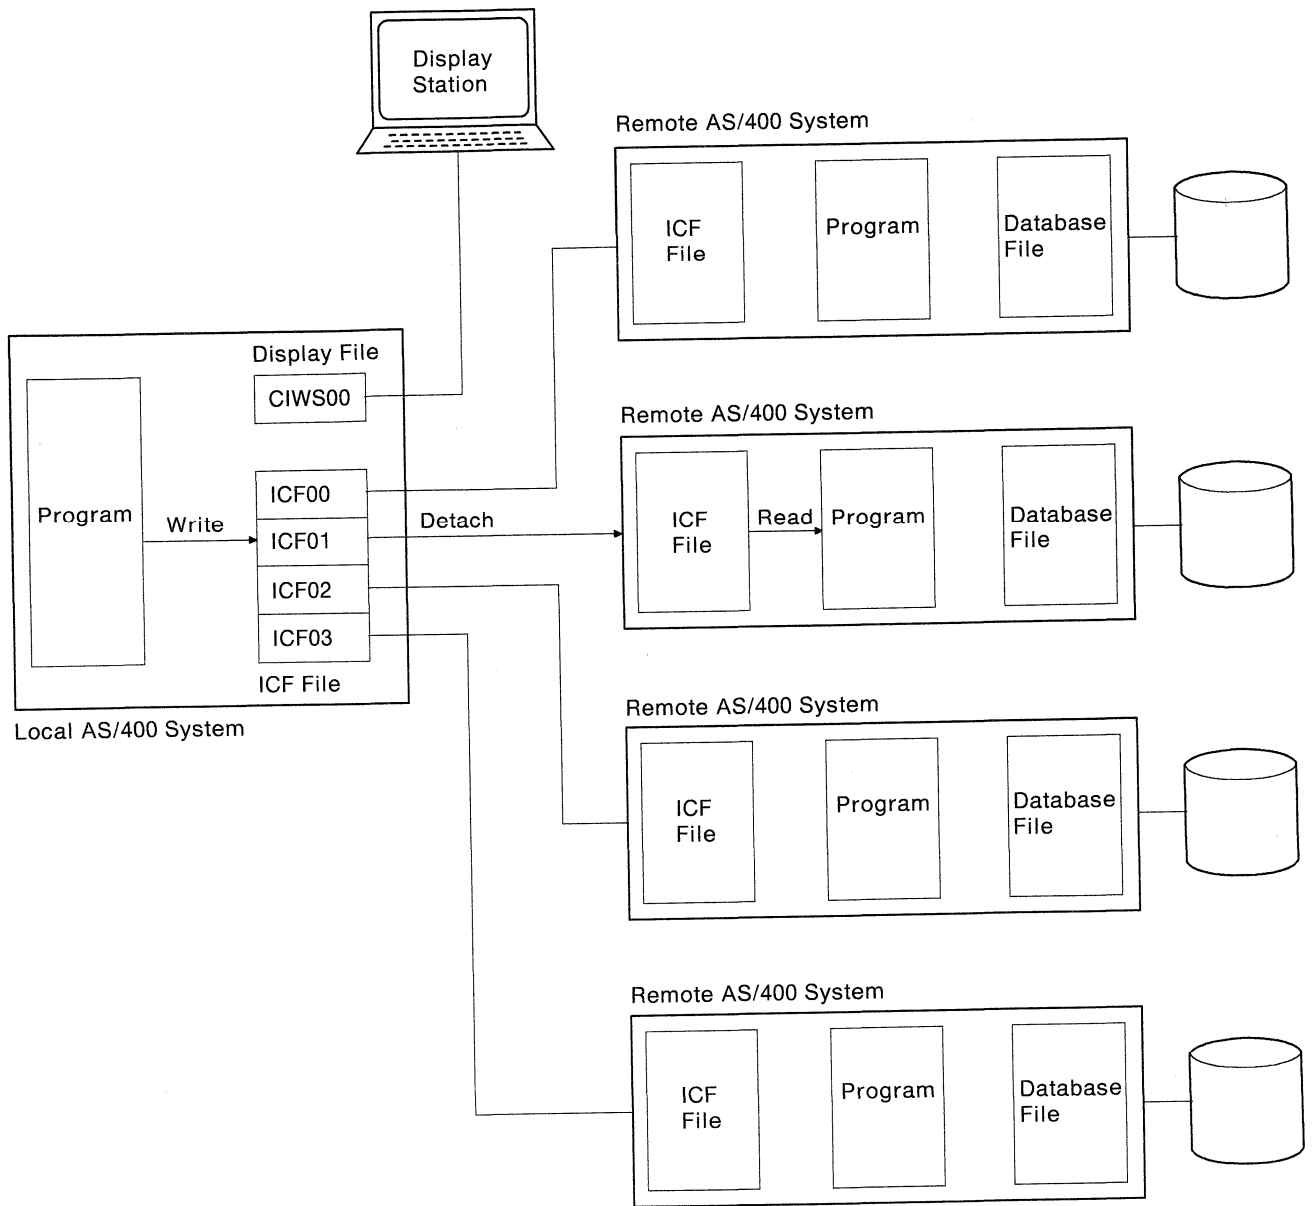 Display
Station
Remote AS/400 System
ICF
File
Program
Database
File
Display File
CIWS00
Program
Write
ICF00
ICF01
ICF02
ICF03
ICF File
Local AS/400 System
Detach
Remote AS/400 System
ICF
File
Read
Program
Database
File
Remote AS/400 System
ICF
File
Program
Database
File
Remote AS/400 System
ICF
File
Program
Database
File